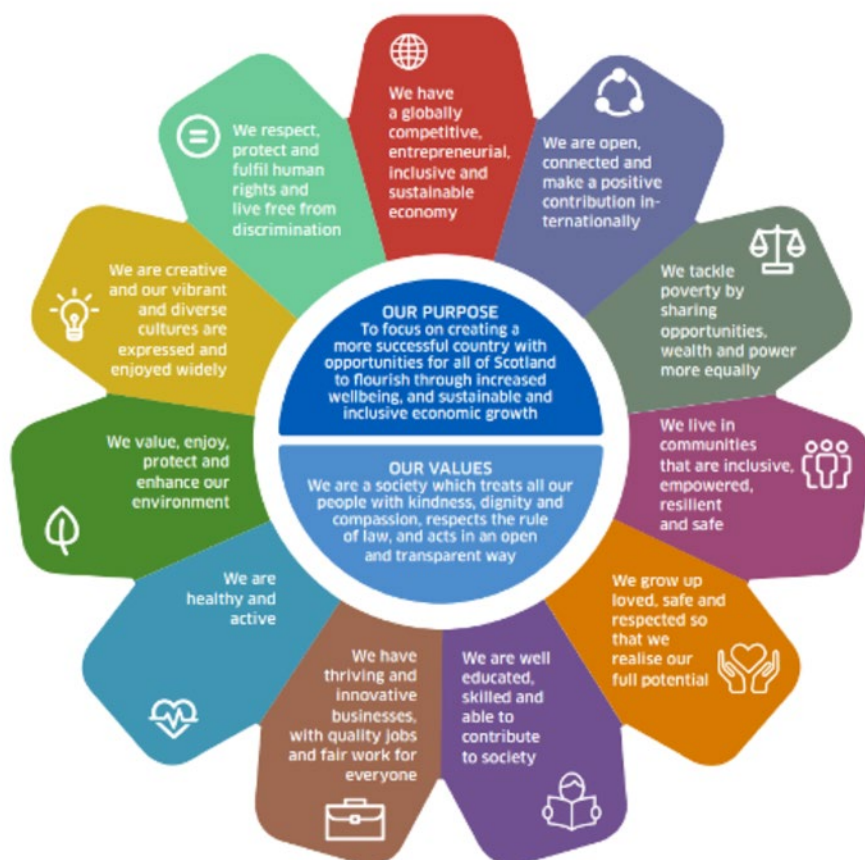 We have
a globally
competitive,
entrepreneurial,
inclusive and
sustainable
economy
We are open,
connected and
make a positive
contribution in-
ternationally
We tackle
poverty by
sharing
opportunities,
wealth and power
more equally
We live in
communities
that are inclusive,
empowered,
resilient
and safe
We grow up
loved, safe and
respected so
that we
realise our
full potential
We are well
educated,
skilled and
able to
contribute
to society
We have
thriving and
innovative
businesses,
with quality jobs
and fair work for
everyone
We are
healthy and
active
We value, enjoy,
protect and
enhance our
environment
We are creative
and our vibrant
and diverse
cultures are
expressed and
enjoyed widely
We respect,
protect and
fulfil human
rights and
live free from
discrimination
OUR PURPOSE
To focus on creating a
more successful country with
opportunities for all of Scotland
to flourish through increased
wellbeing, and sustainable and
inclusive economic growth
OUR VALUES
We are a society which treats all our
people with kindness, dignity and
compassion, respects the rule
of law, and acts in an open
and transparent way